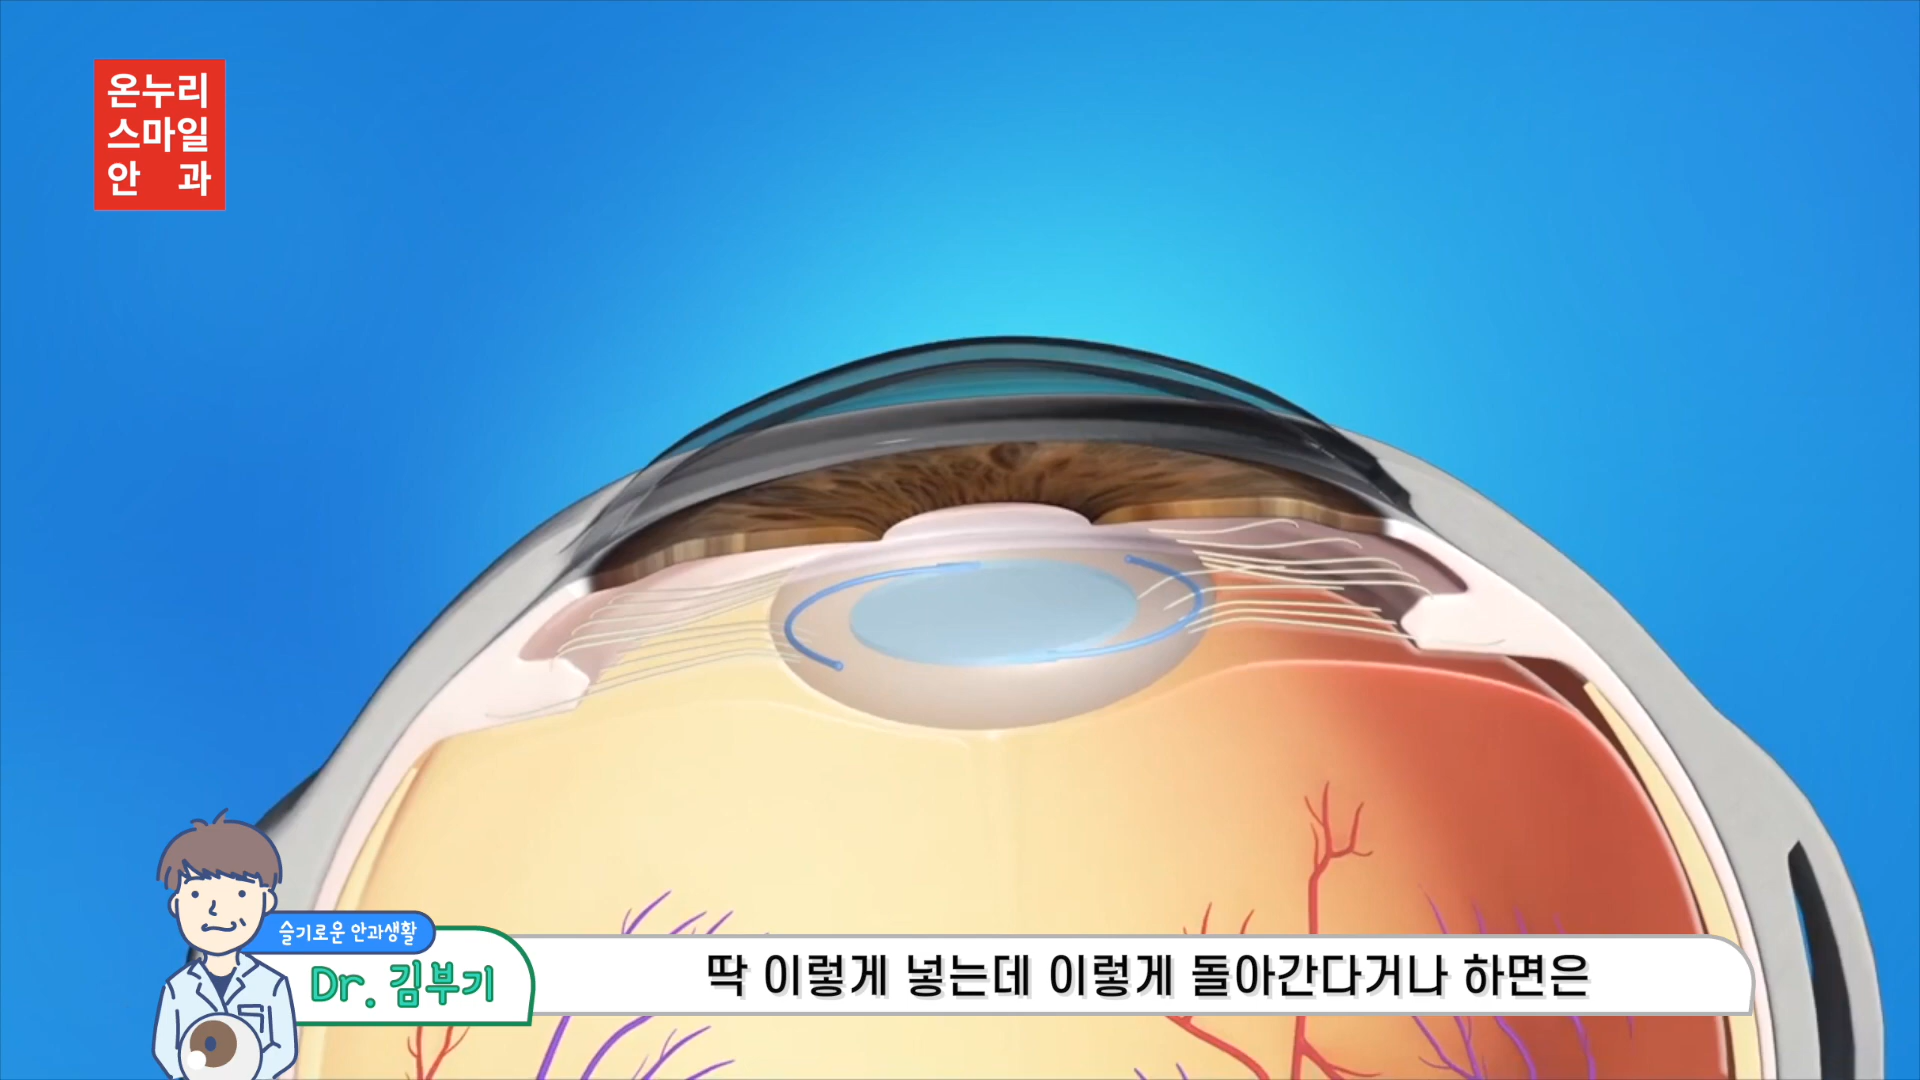 온누리
스마일
안 과
슬기로운 안과생활
Dr. 김부기
딱 이렇게 넣는데 이렇게 돌아간다거나 하면은